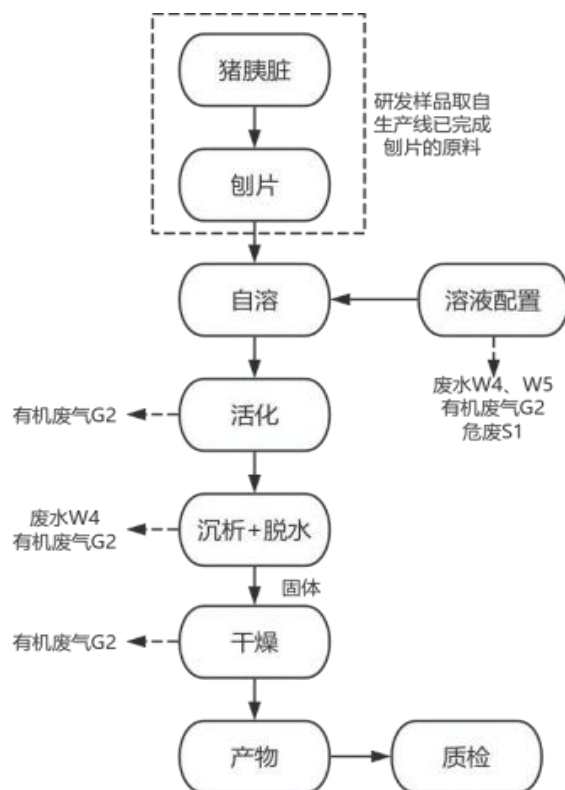 猪胰脏
研发样品取自
生产线已完成
刨片的原料
刨片
自溶
溶液配置
废水W4、W5
有机废气G2
危废S1
有机废气G2
活化
废水W4
有机废气G2
沉析+脱水
固体
有机废气G2
干燥
产物
质检